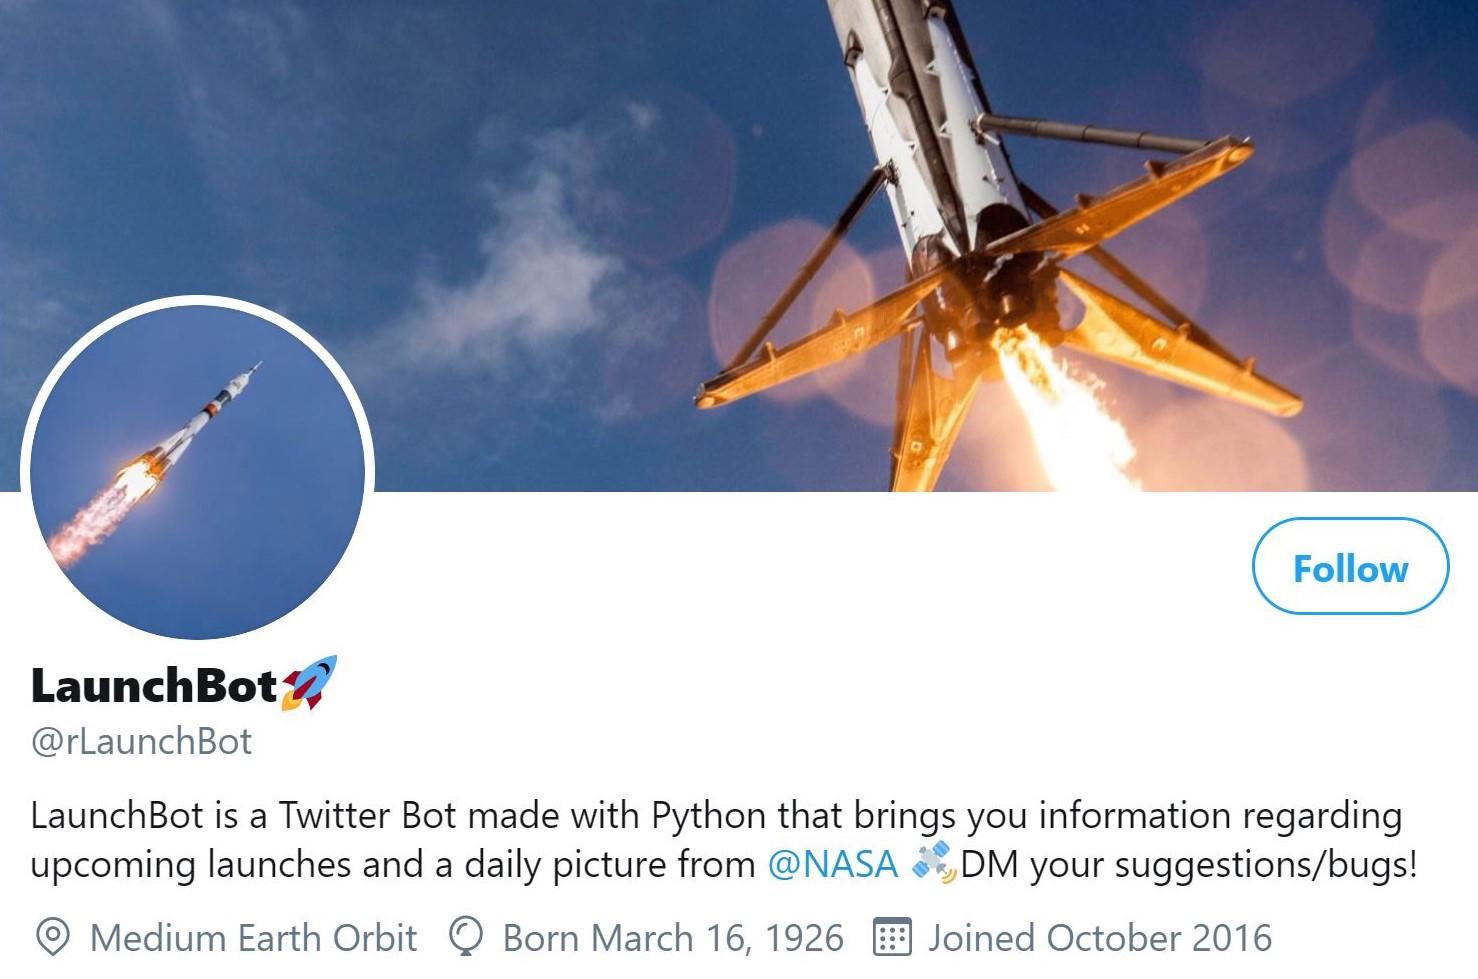 Follow
LaunchBot🚀
@rLaunchBot
LaunchBot is a Twitter Bot made with Python that brings you information regarding
upcoming launches and a daily picture from @NASA 🛰️DM your suggestions/bugs!
Medium Earth Orbit Born March 16, 1926 Joined October 2016